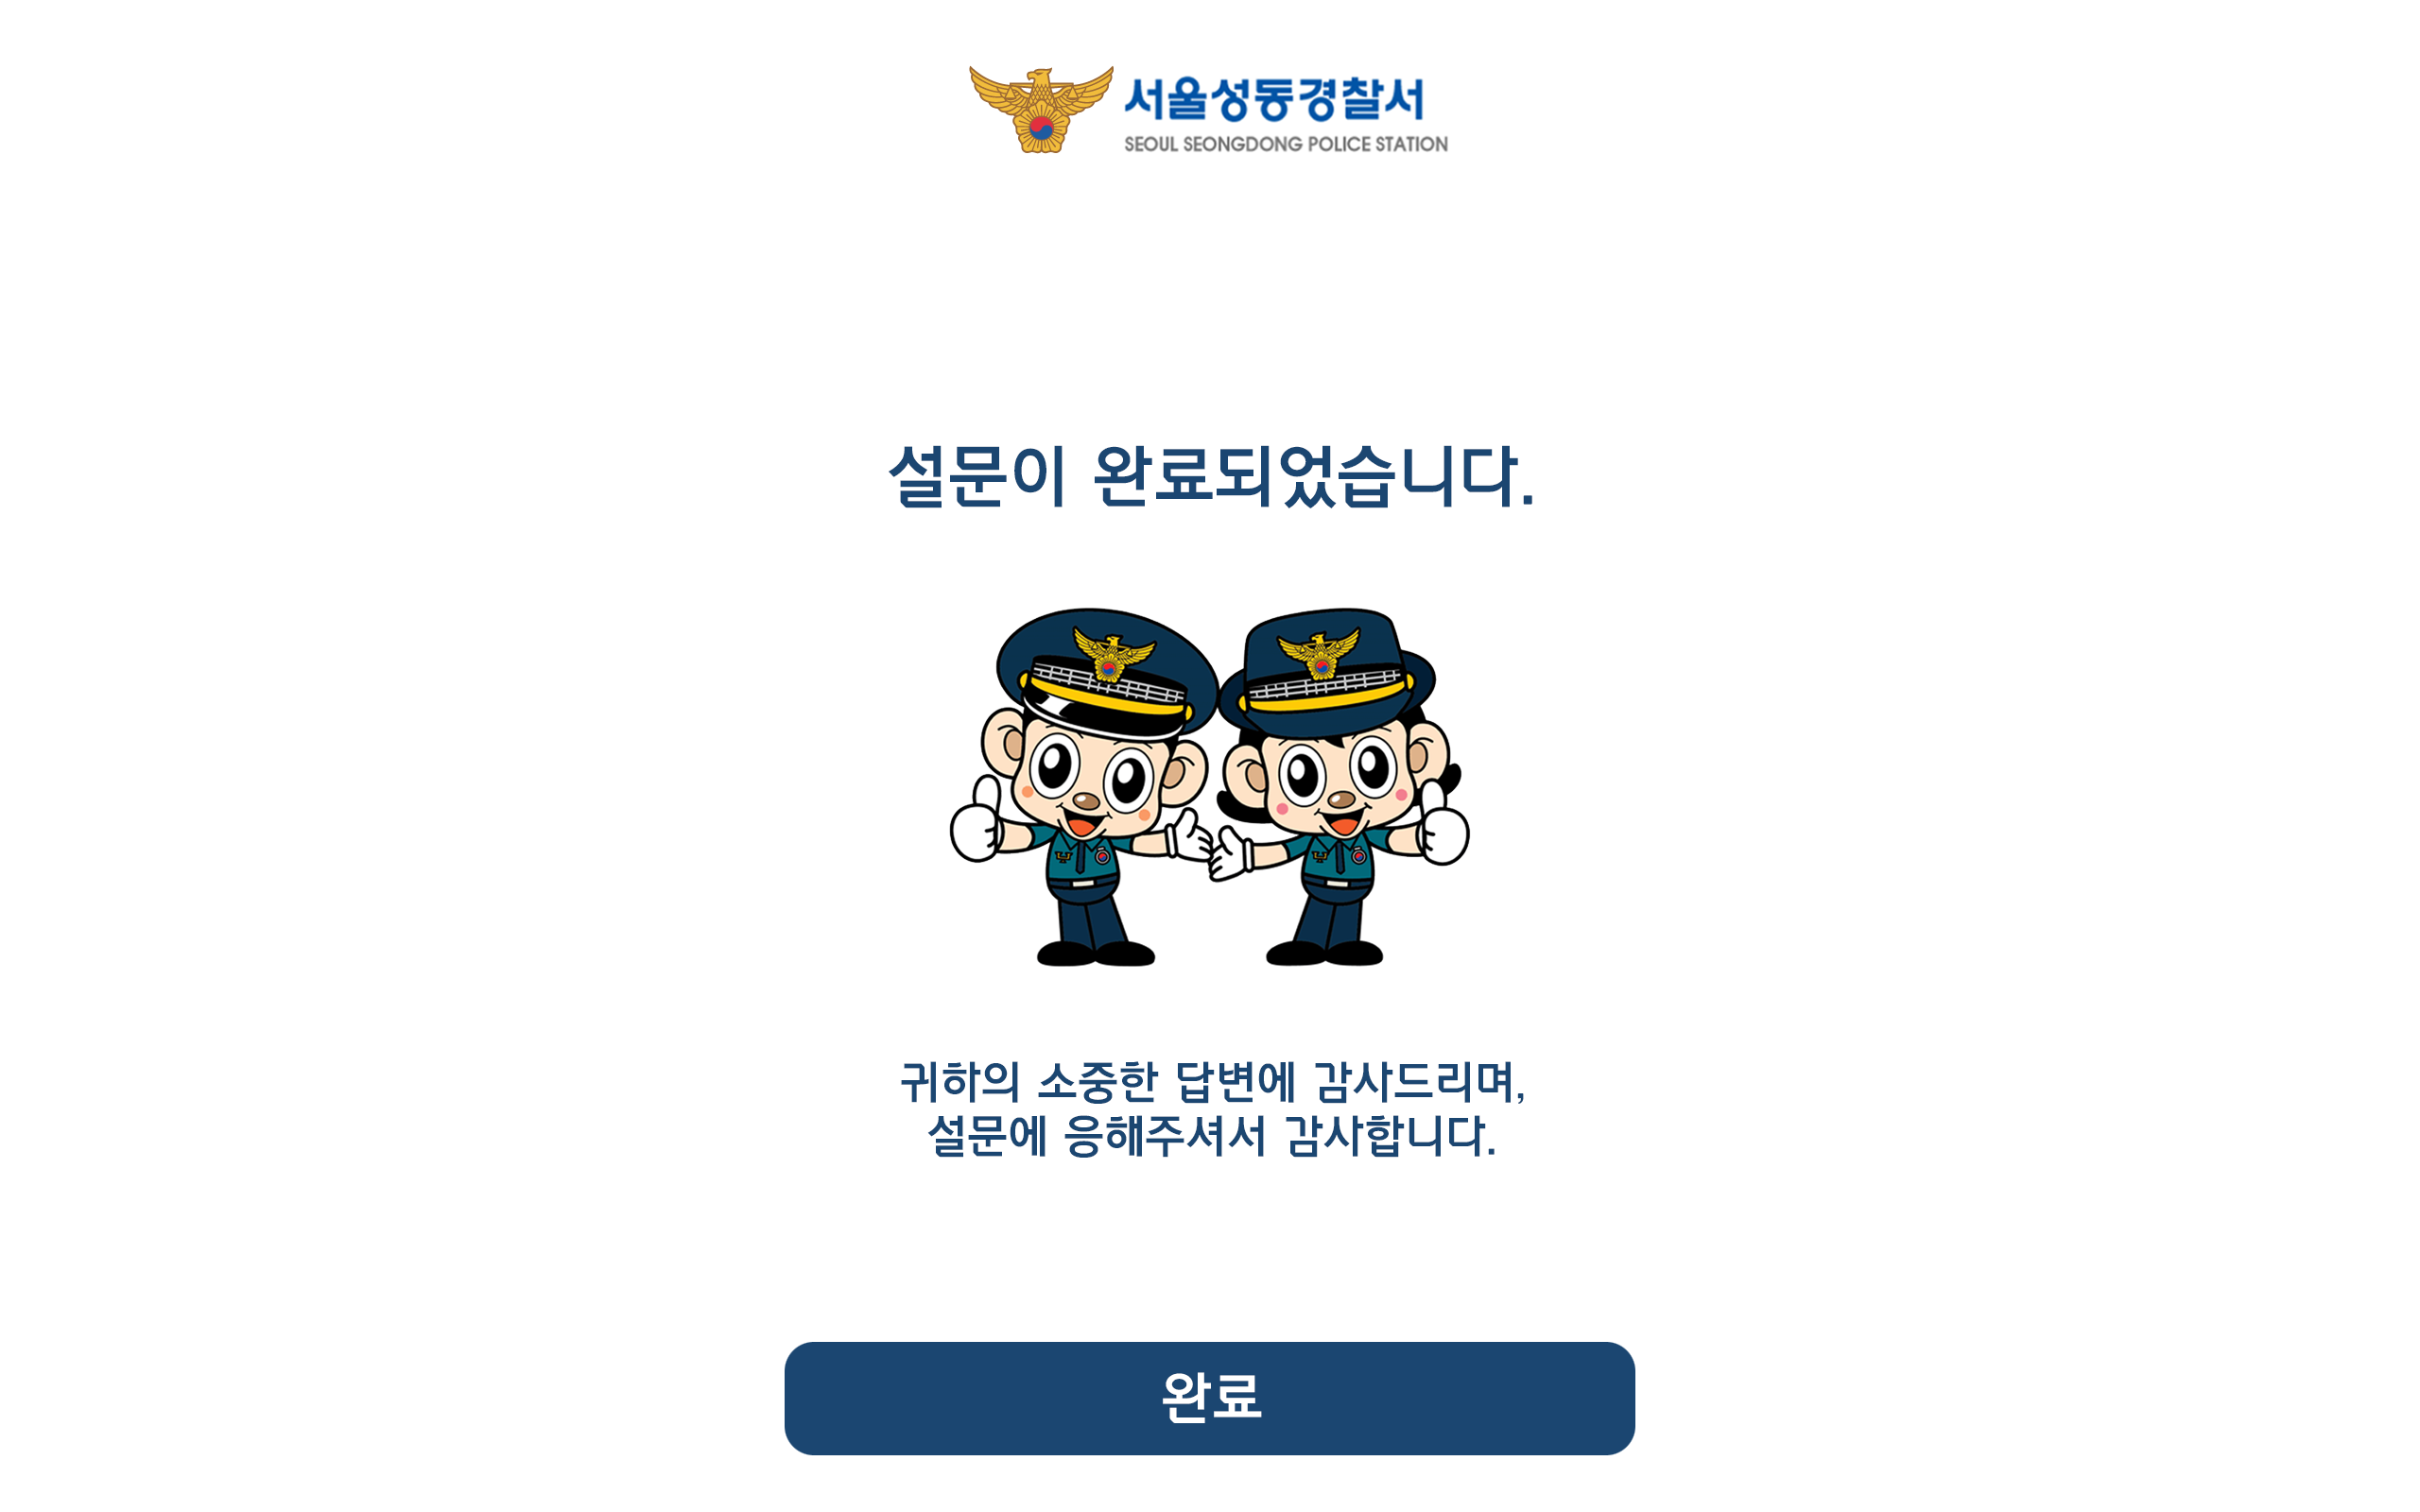 서울성동경찰서
SEOUL SEONGDONG POLICE STATION
설문이 완료되었습니다.
귀하의 소중한 답변에 감사드리며,
설문에 응해주셔서 감사합니다.
완료